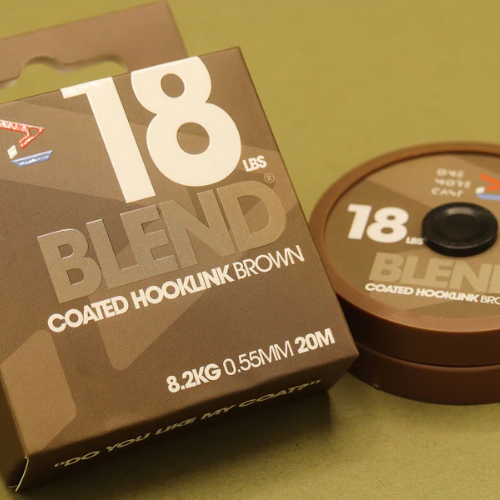 18
LBS
BLEND®
COATED HOOKLINK BROWN
8.2KG 0.55MM 20M
"DO YOU LIKE MY COAT?"
ONE
MORE
CAST
18
LBS
BLEND
COATED HOOKLINK BRO